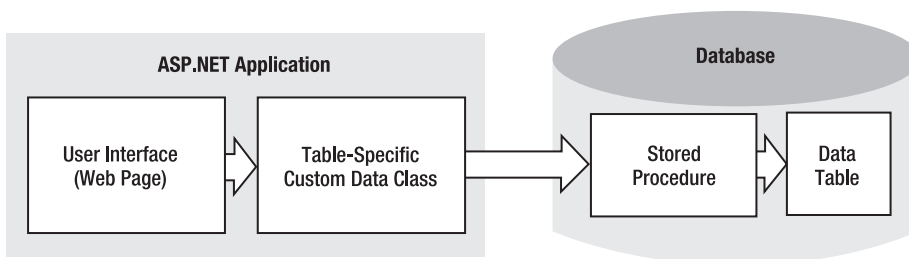 ASP.NET Application
User Interface
(Web Page)
Table-Specific
Custom Data Class
Database
Stored
Procedure
Data
Table